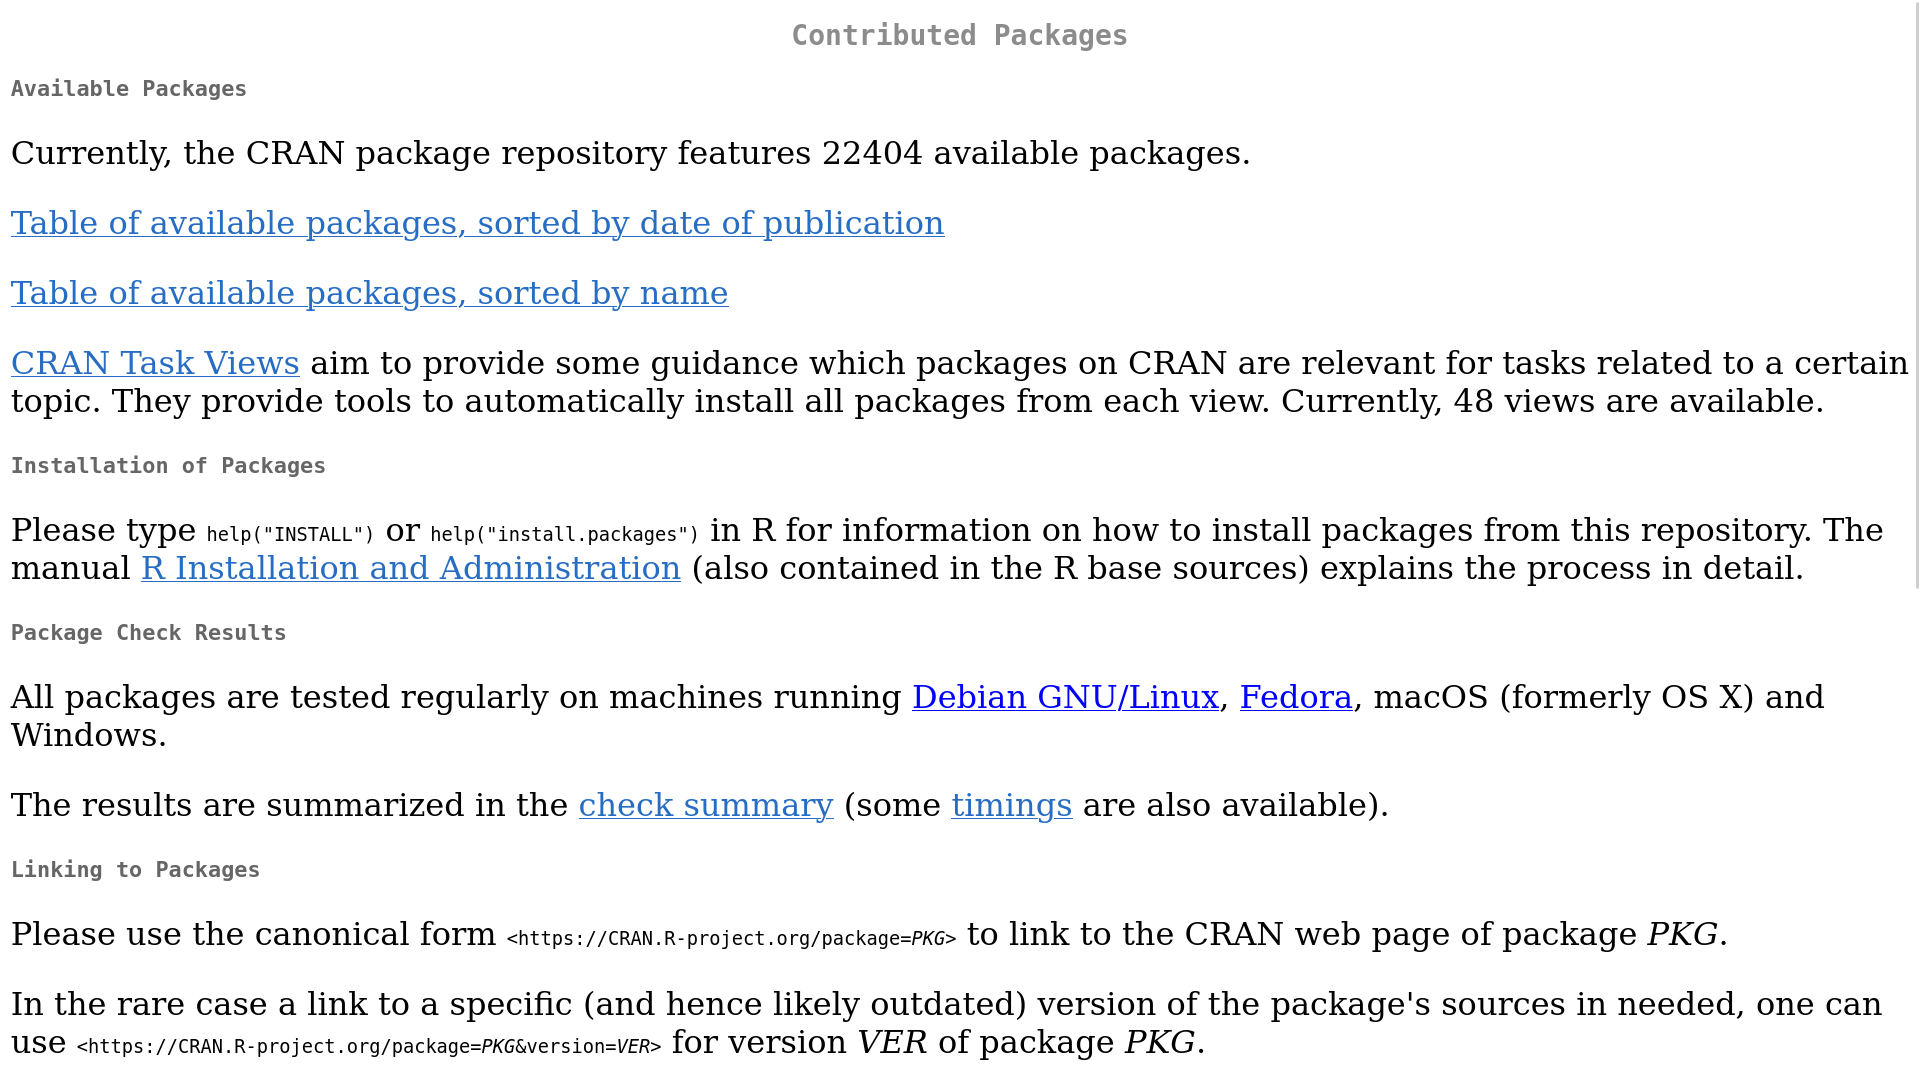 Contributed Packages
Available Packages
Currently, the CRAN package repository features 22404 available packages.
Table of available packages, sorted by date of publication
Table of available packages, sorted by name
CRAN Task Views aim to provide some guidance which packages on CRAN are relevant for tasks related to a certain
topic. They provide tools to automatically install all packages from each view. Currently, 48 views are available.
Installation of Packages
Please type help("INSTALL") or help("install.packages") in R for information on how to install packages from this repository. The
manual R Installation and Administration (also contained in the R base sources) explains the process in detail.
Package Check Results
All packages are tested regularly on machines running Debian GNU/Linux, Fedora, macOS (formerly OS X) and
Windows.
The results are summarized in the check summary (some timings are also available).
Linking to Packages
Please use the canonical form <https://CRAN.R-project.org/package=PKG> to link to the CRAN web page of package PKG.
In the rare case a link to a specific (and hence likely outdated) version of the package's sources in needed, one can
use <https://CRAN.R-project.org/package=PKG&version=VER> for version VER of package PKG.